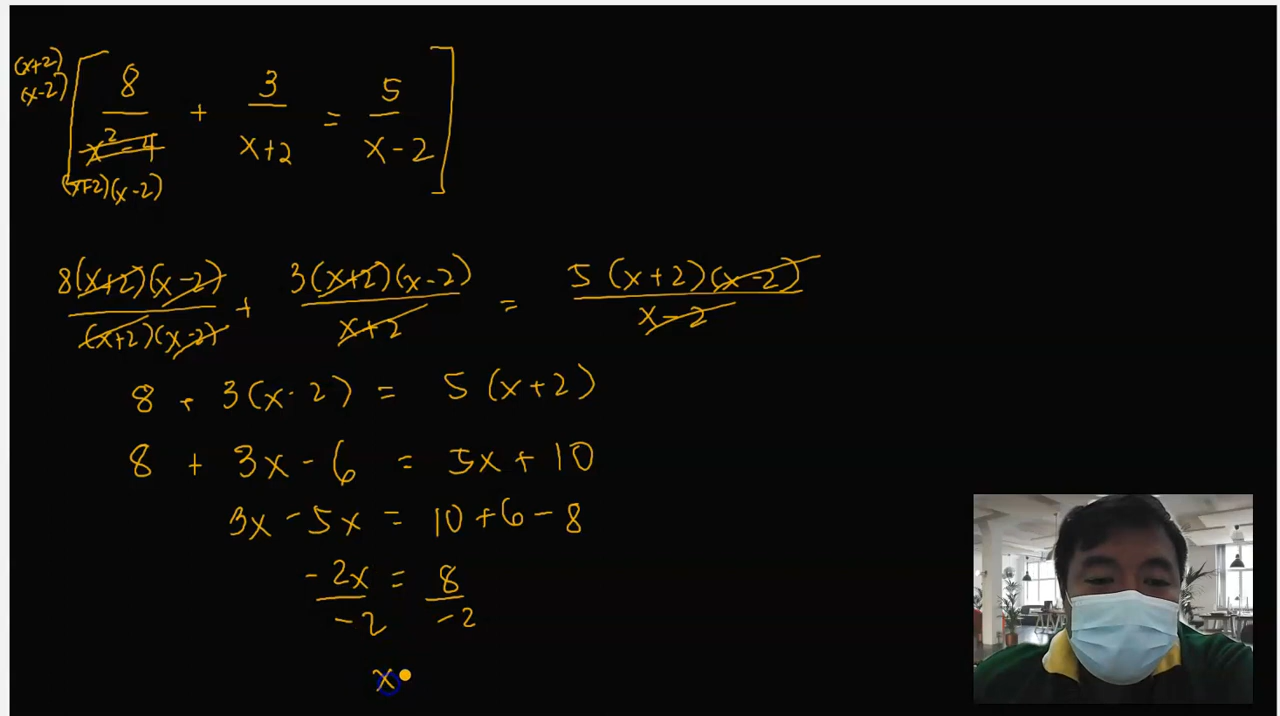 (x+2)
(x-2) [ 8/(x²-4) + 3/(x+2) = 5/(x-2) ]
(x+2)(x-2)
8(x+2)(x-2)/(x+2)(x-2) + 3(x+2)(x-2)/x+2 = 5(x+2)(x-2)/x-2
8 + 3(x-2) = 5(x+2)
8 + 3x - 6 = 5x + 10
3x - 5x = 10 + 6 - 8
-2x/-2 = 8/-2
x